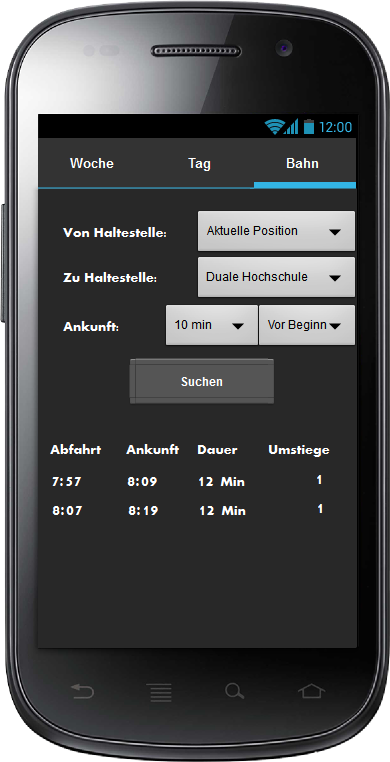 12:00
Woche Tag Bahn
Von Haltestelle: Aktuelle Position
Zu Haltestelle: Duale Hochschule
Ankunft: 10 min Vor Beginn
Suchen
Abfahrt Ankunft Dauer Umstiege
7:57 8:09 12 Min 1
8:07 8:19 12 Min 1